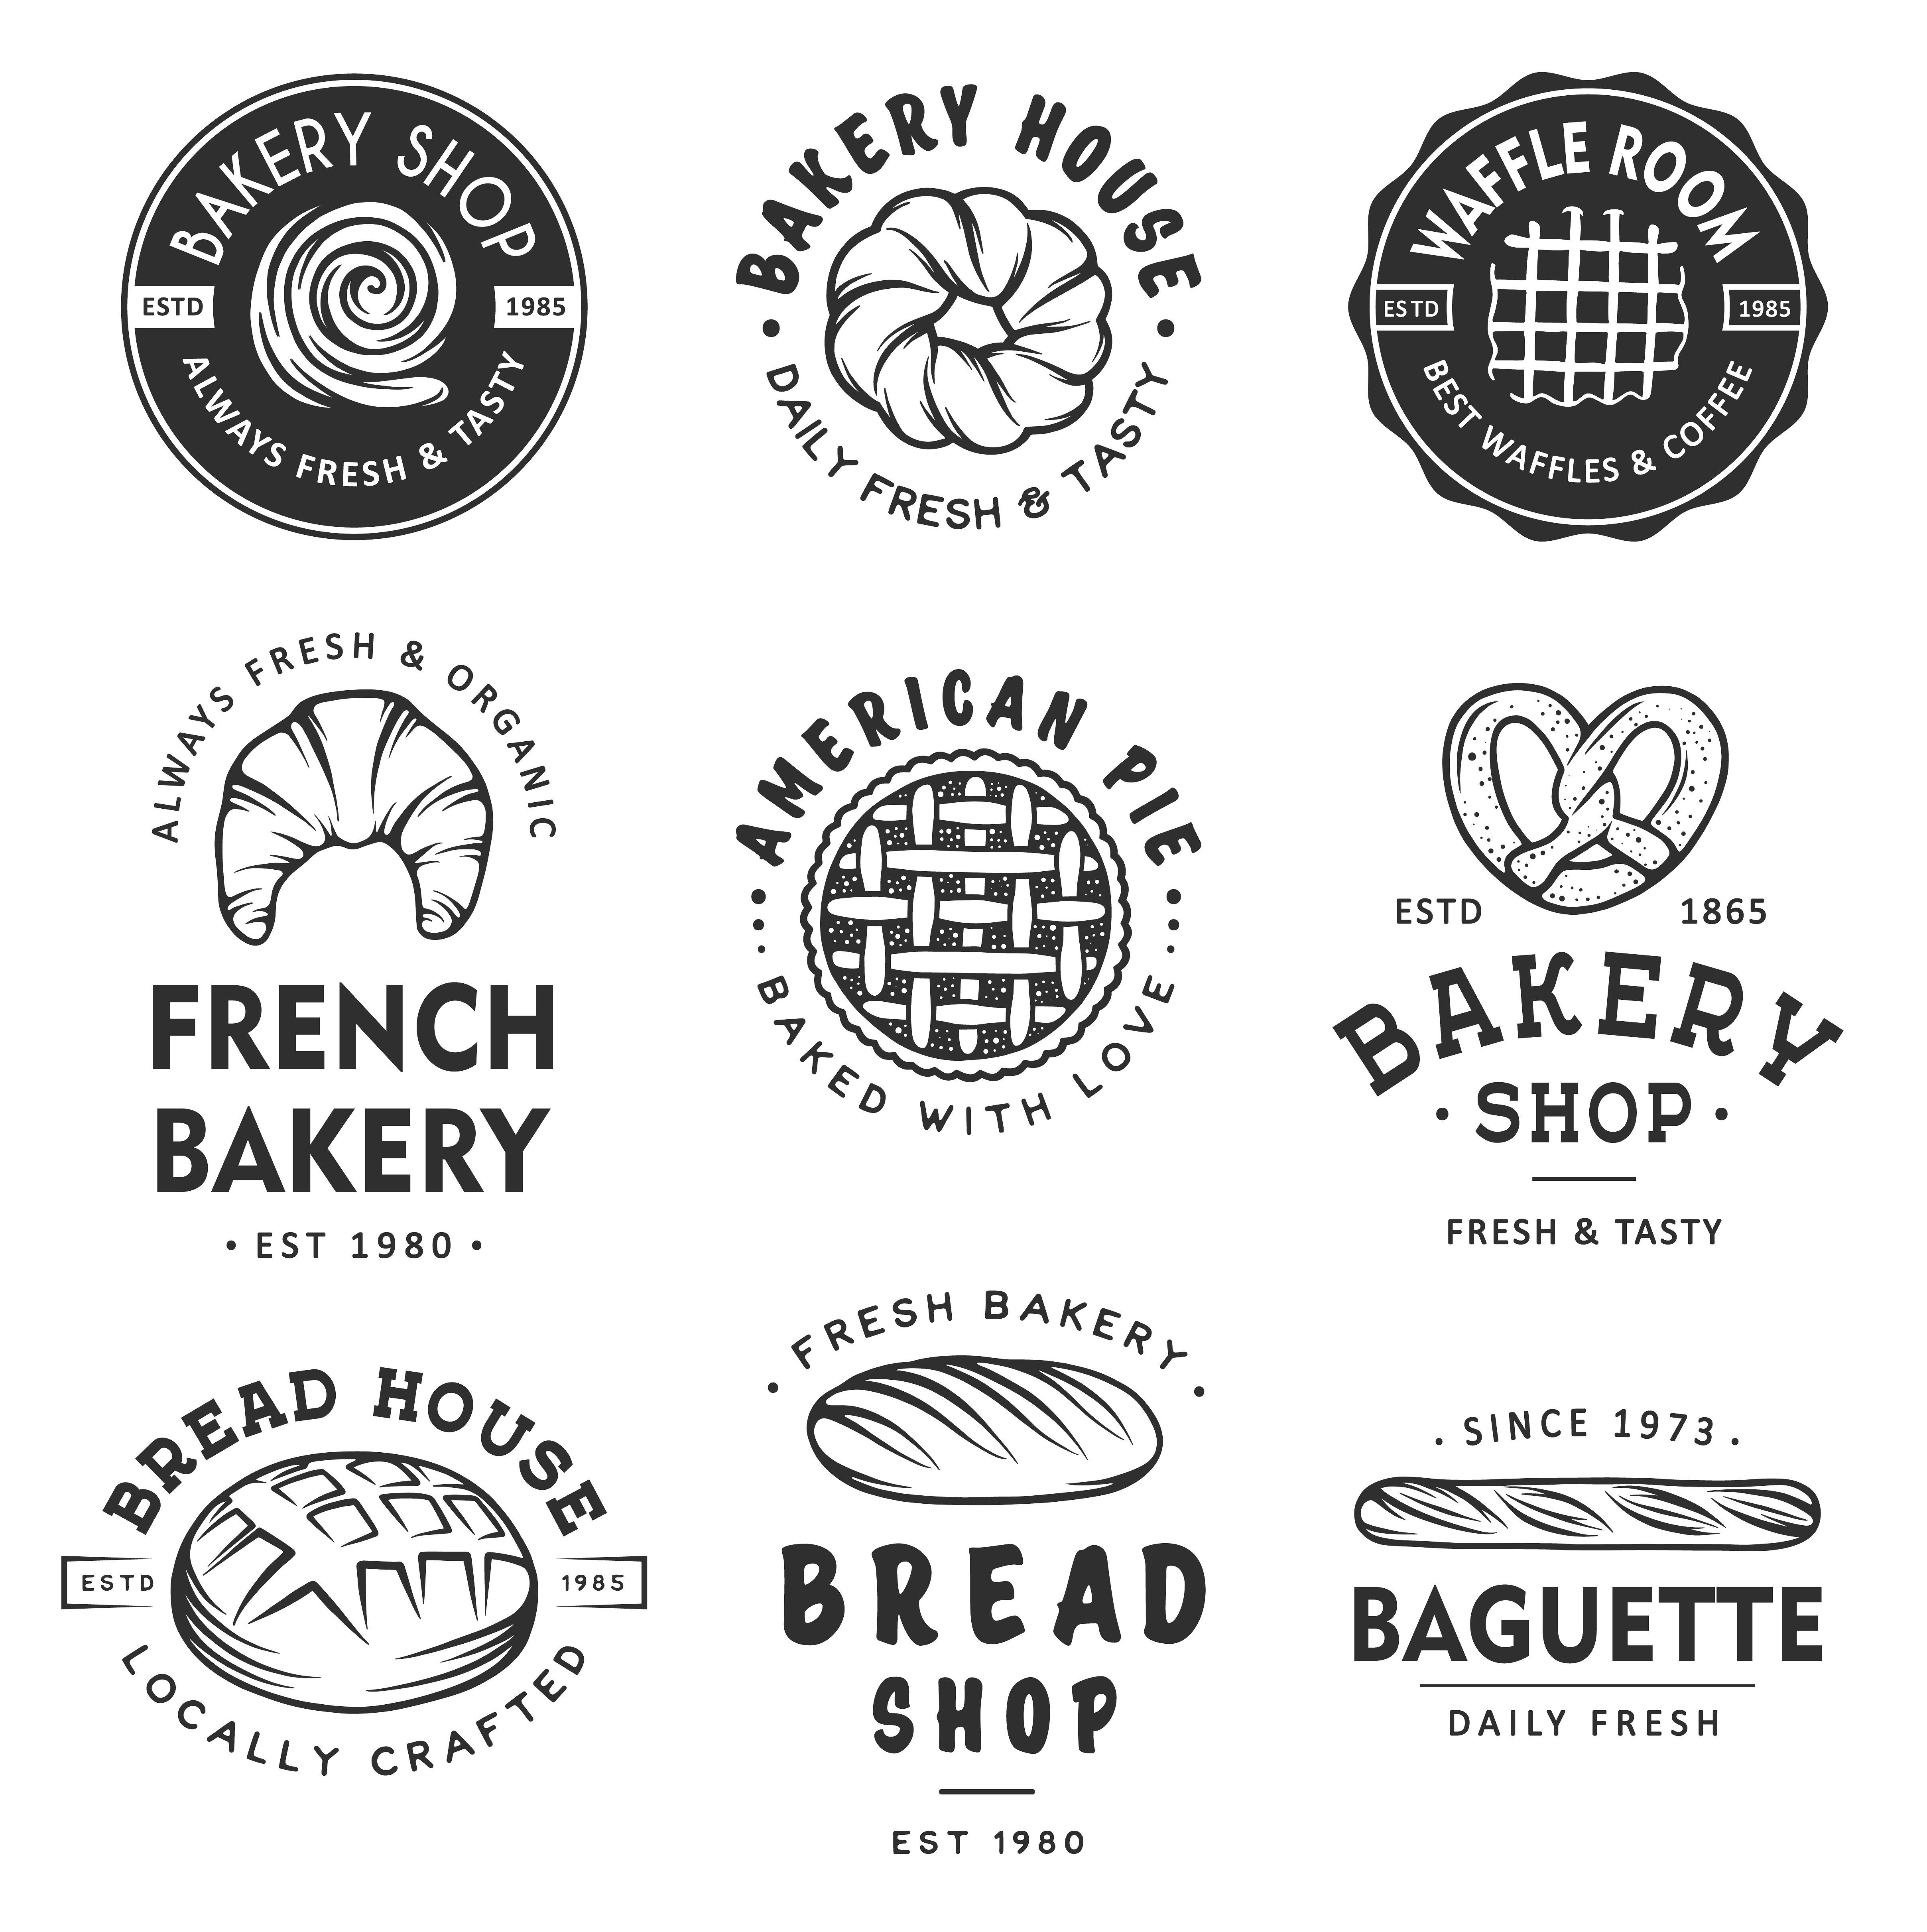 BAKERY SHOP
ESTD
1985
ALWAYS FRESH & TASTY
BAKERY HOUSE
DAILY FRESH & TASTY
WAFFLE ROOM
ESTD
1985
BEST WAFFLES & COFFEE
ALWAYS FRESH & ORGANIC
FRENCH
BAKERY
• EST 1980 •
AMERICAN PIE
BAKED WITH LOVE
ESTD
1865
BAKERY
• SHOP •
FRESH & TASTY
BREAD HOUSE
ESTD
1985
LOCALLY CRAFTED
• FRESH BAKERY •
BREAD
SHOP
EST 1980
. SINCE 1973 .
BAGUETTE
DAILY FRESH